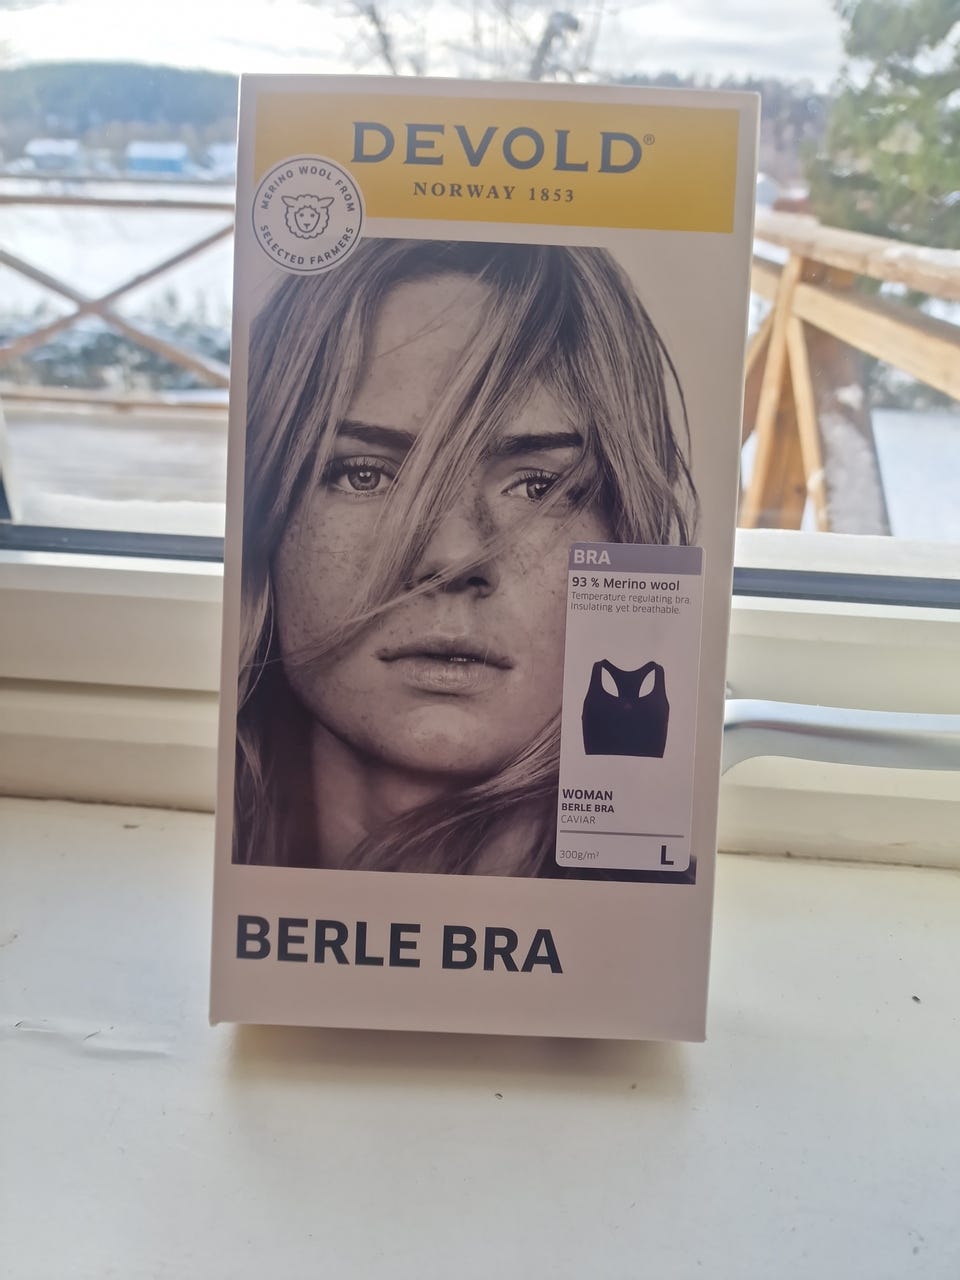 DEVOLD®
NORWAY 1853
MERINO WOOL FROM
SELECTED FARMERS
BRA
93 % Merino wool
Temperature regulating bra.
Insulating yet breathable.
WOMAN
BERLE BRA
CAVIAR
300g/m² L
BERLE BRA